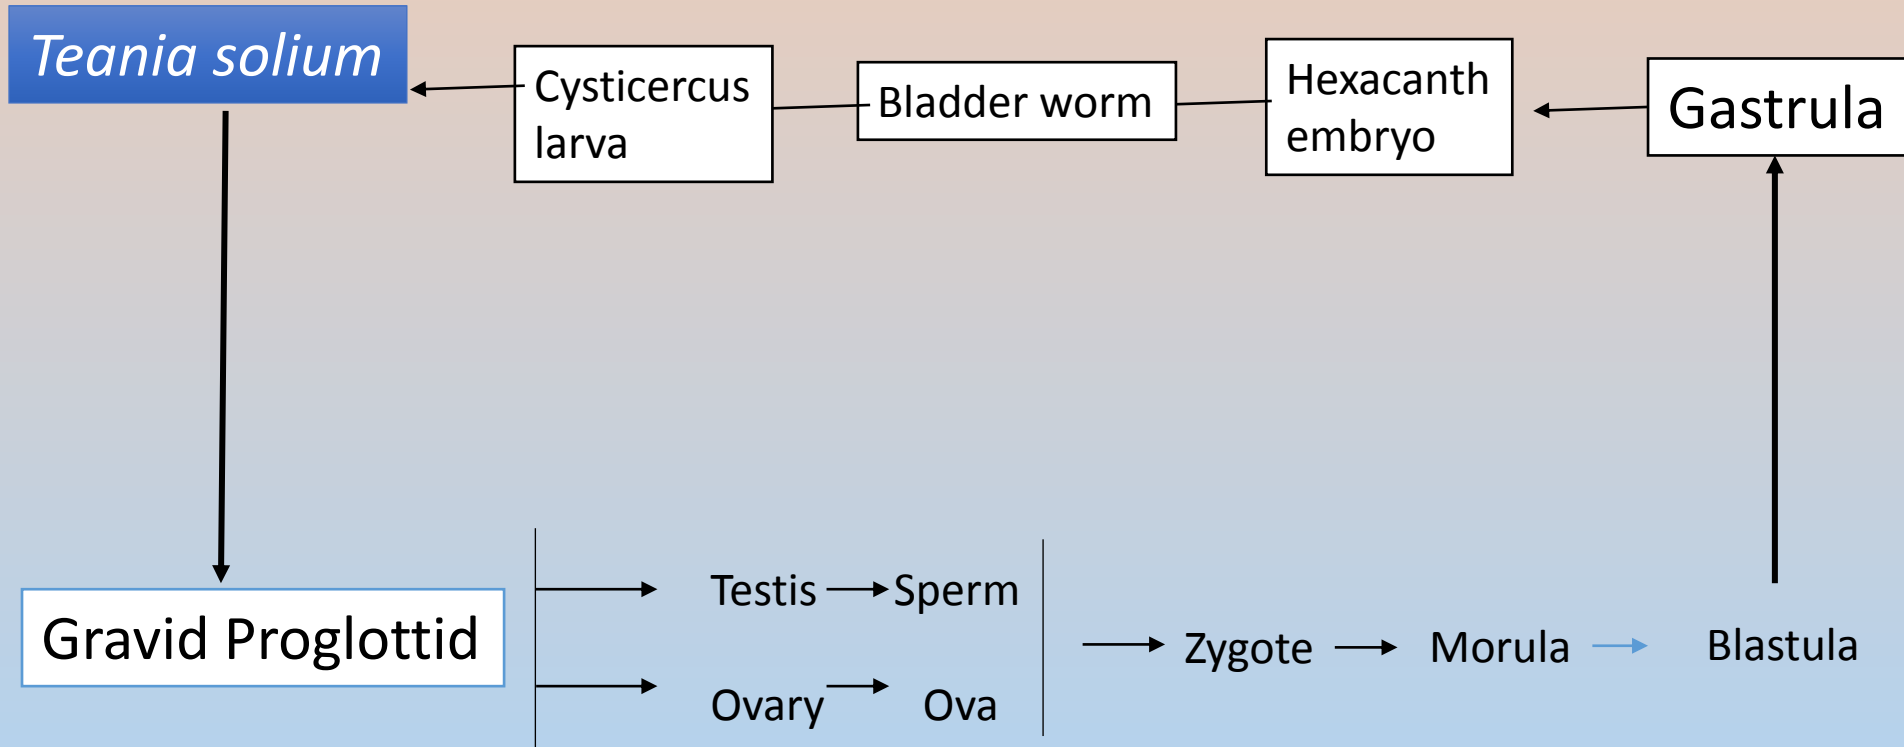 Teania solium
Cysticercus
larva
Bladder worm
Hexacanth
embryo
Gastrula
Gravid Proglottid
Testis
Sperm
Ovary
Ova
Zygote
Morula
Blastula